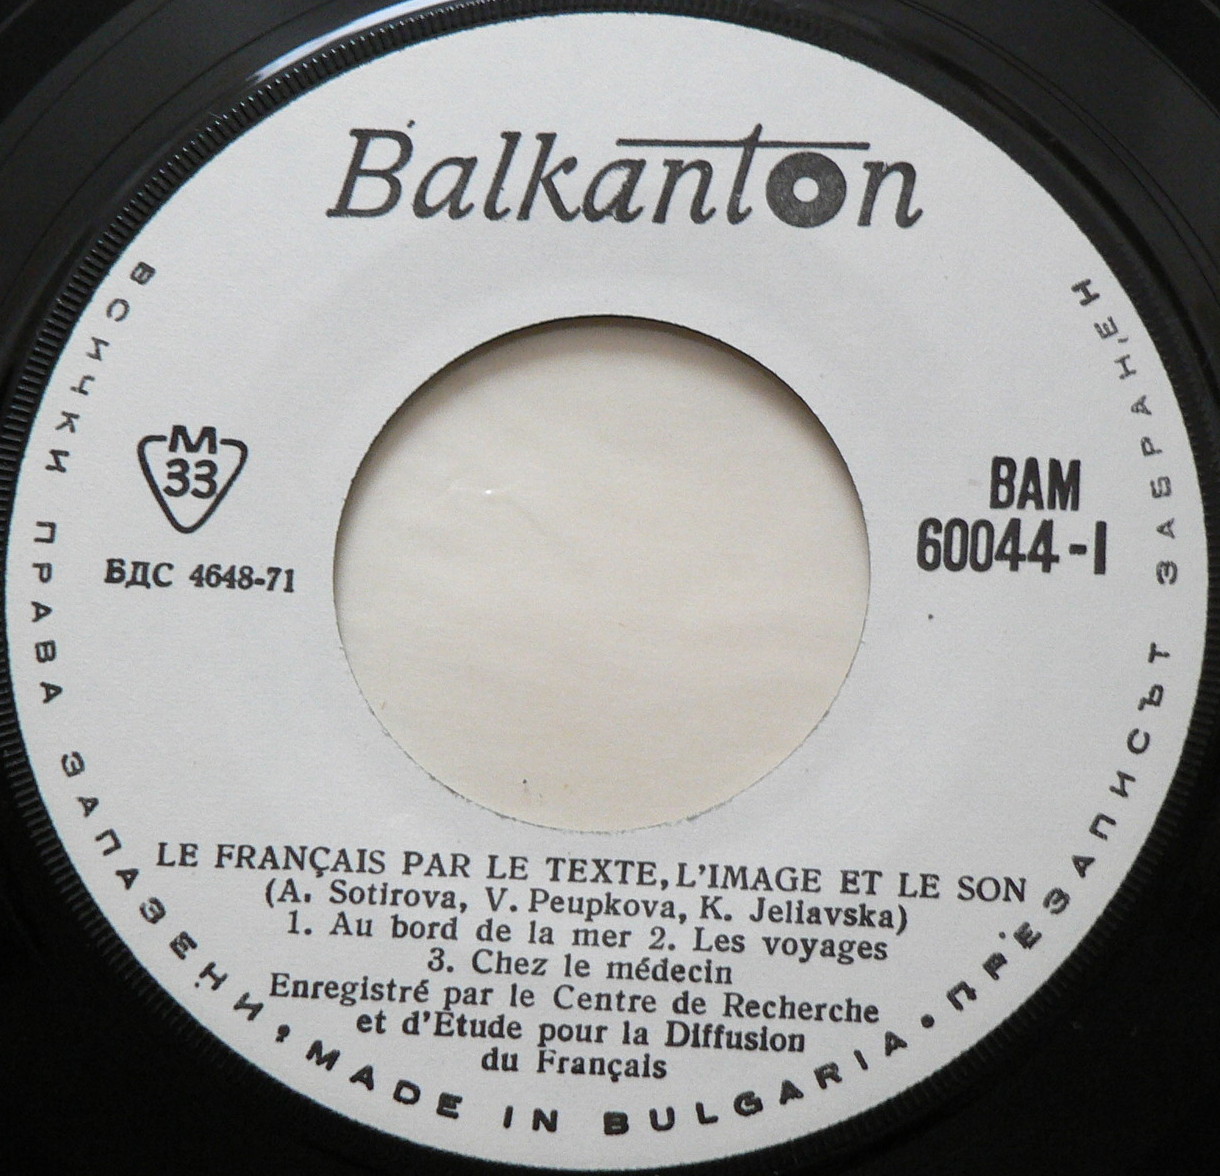 Balkanton
М
33
БДС 4648-71
ВАМ
60044-I
LE FRANÇAIS PAR LE TEXTE, L'IMAGE ET LE SON
(A. Sotirova, V. Peupkova, K. Jeliavska)
1. Au bord de la mer 2. Les voyages
3. Chez le médecin
Enregistré par le Centre de Recherche
et d'Étude pour la Diffusion
du Français
ВСИЧКИ ПРАВА ЗАПАЗЕНИ, MADE IN BULGARIA • ПРЕЗАПИСЪТ ЗАБРАНЕН